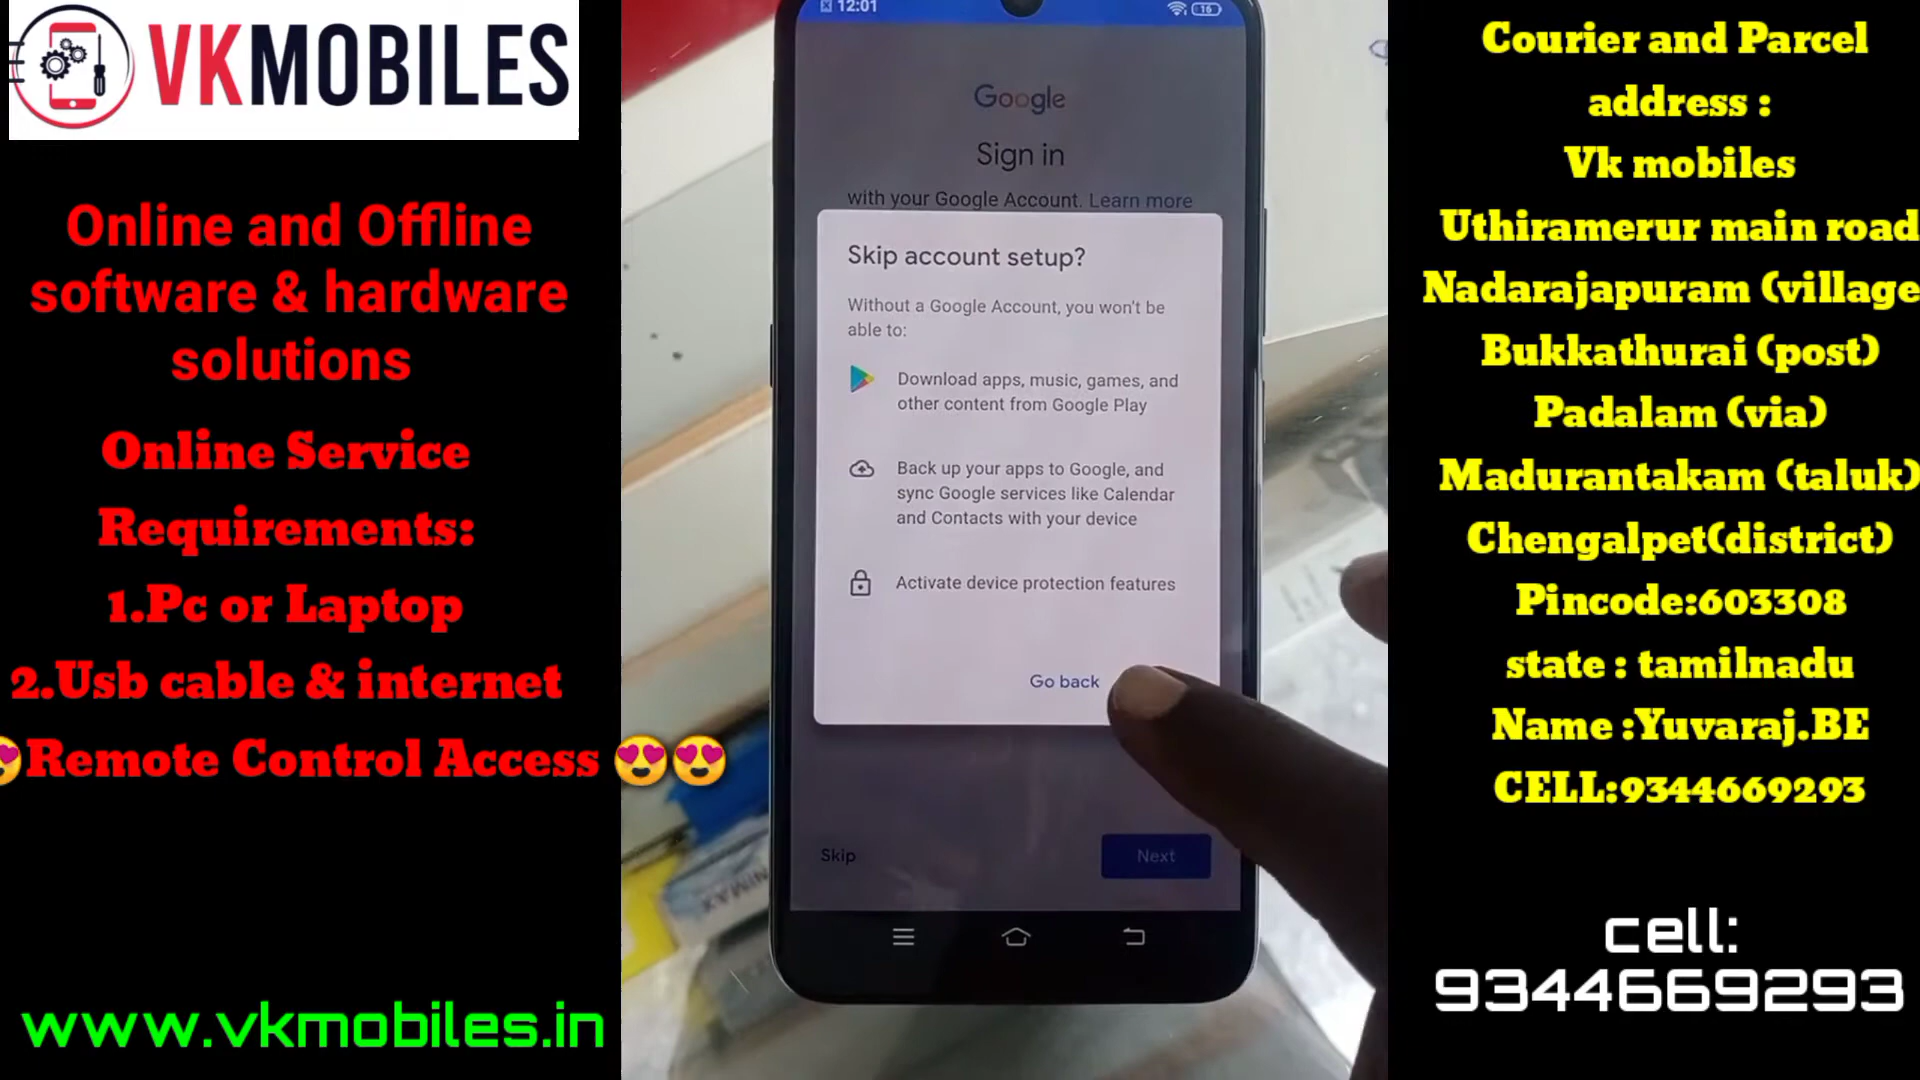 VKMOBILES
Online and Offline
software & hardware
solutions
Online Service
Requirements:
1.Pc or Laptop
2.Usb cable & internet
😍Remote Control Access 😍😍
www.vkmobiles.in
12:01
16
Google
Sign in
with your Google Account. Learn more
Skip account setup?
Without a Google Account, you won't be
able to:
Download apps, music, games, and
other content from Google Play
Back up your apps to Google, and
sync Google services like Calendar
and Contacts with your device
Activate device protection features
Go back
Skip
Next
Courier and Parcel
address :
Vk mobiles
Uthiramerur main road
Nadarajapuram (village
Bukkathurai (post)
Padalam (via)
Madurantakam (taluk)
Chengalpet(district)
Pincode:603308
state : tamilnadu
Name :Yuvaraj.BE
CELL:9344669293
cell:
9344669293